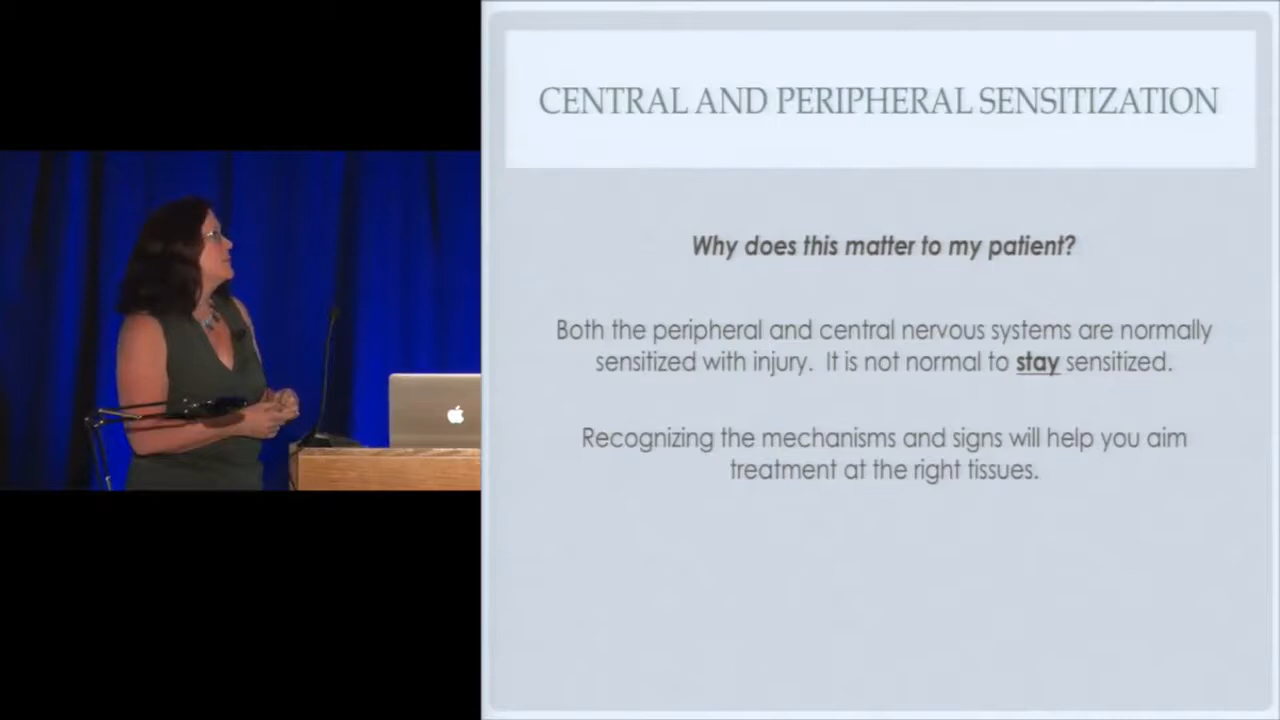 CENTRAL AND PERIPHERAL SENSITIZATION
Why does this matter to my patient?
Both the peripheral and central nervous systems are normally
sensitized with injury.  It is not normal to stay sensitized.
Recognizing the mechanisms and signs will help you aim
treatment at the right tissues.